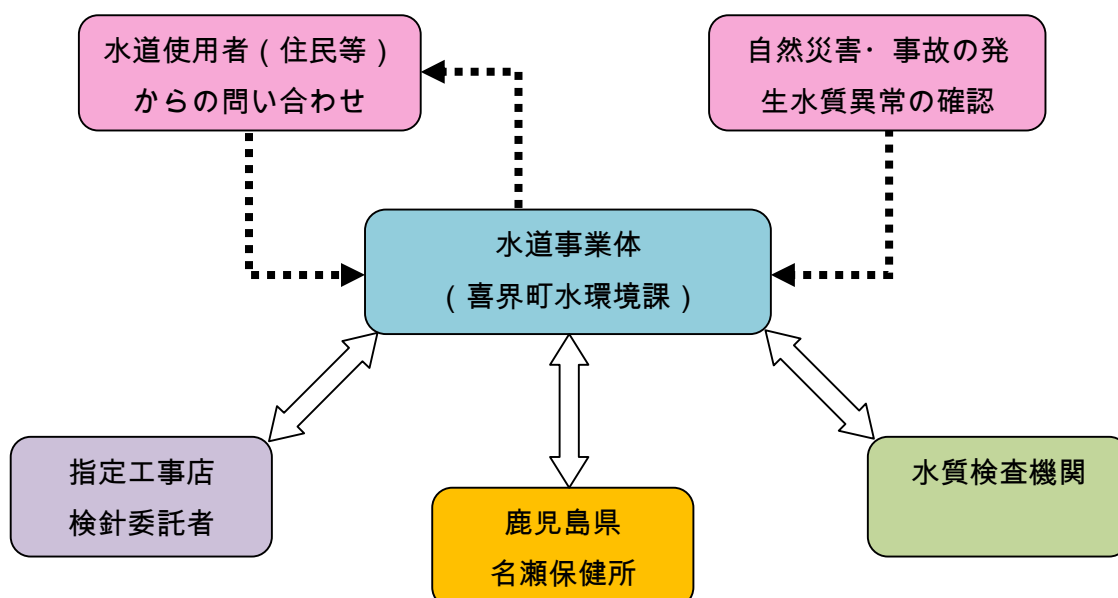 水道使用者（住民等）
からの問い合わせ
自然災害・事故の発
生水質異常の確認
水道事業体
（喜界町水環境課）
指定工事店
検針委託者
鹿児島県
名瀬保健所
水質検査機関